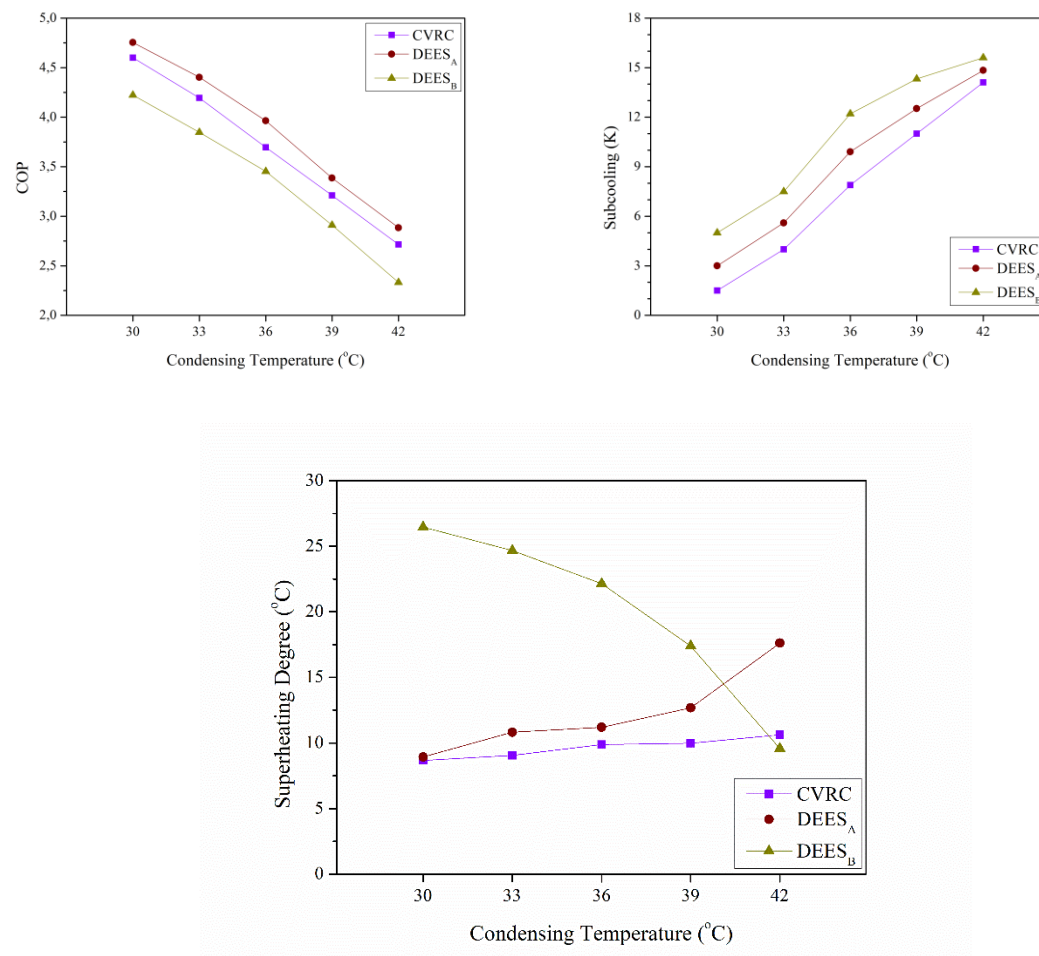 5,0
4,5
4,0
3,5
3,0
2,5
2,0
COP
30 33 36 39 42
Condensing Temperature (°C)
CVRC
DEES_A
DEES_B
18
15
12
9
6
3
0
Subcooling (K)
30 33 36 39 42
Condensing Temperature (°C)
CVRC
DEES_A
DEES_B
30
25
20
15
10
5
0
Superheating Degree (°C)
30 33 36 39 42
Condensing Temperature (°C)
CVRC
DEES_A
DEES_B